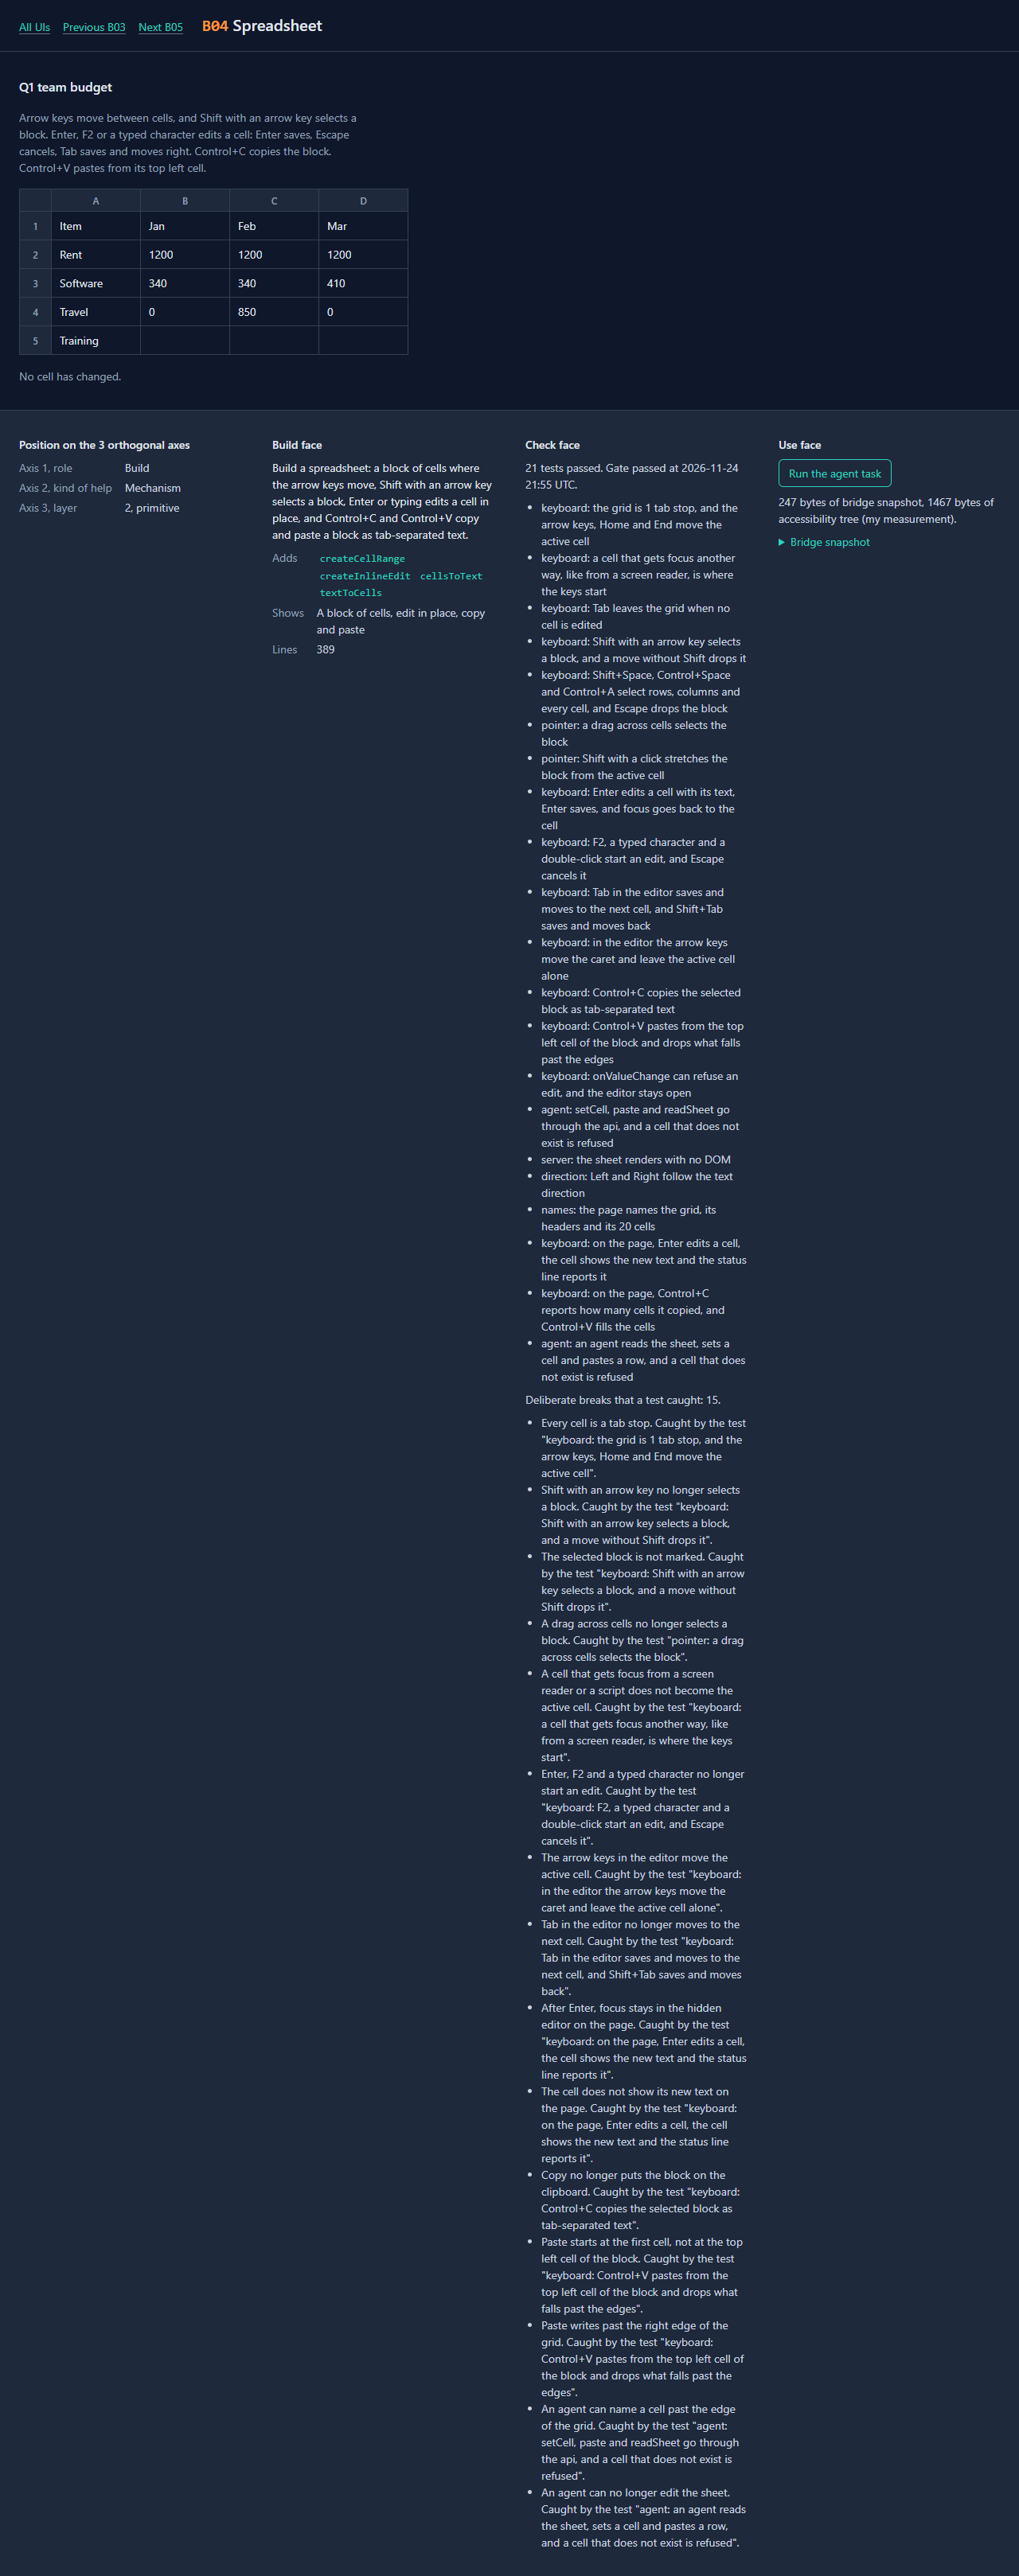 All UIs Previous B03 Next B05 B04 Spreadsheet
Q1 team budget
Arrow keys move between cells, and Shift with an arrow key selects a
block. Enter, F2 or a typed character edits a cell: Enter saves, Escape
cancels, Tab saves and moves right. Control+C copies the block.
Control+V pastes from its top left cell.
A B C D
1 Item Jan Feb Mar
2 Rent 1200 1200 1200
3 Software 340 340 410
4 Travel 0 850 0
5 Training
No cell has changed.
Position on the 3 orthogonal axes
Axis 1, role Build
Axis 2, kind of help Mechanism
Axis 3, layer 2, primitive
Build face
Build a spreadsheet: a block of cells where
the arrow keys move, Shift with an arrow key
selects a block, Enter or typing edits a cell in
place, and Control+C and Control+V copy
and paste a block as tab-separated text.
Adds createCellRange
createInlineEdit cellsToText
textToCells
Shows A block of cells, edit in place, copy
and paste
Lines 389
Check face
21 tests passed. Gate passed at 2026-11-24
21:55 UTC.
• keyboard: the grid is 1 tab stop, and the
arrow keys, Home and End move the
active cell
• keyboard: a cell that gets focus another
way, like from a screen reader, is where
the keys start
• keyboard: Tab leaves the grid when no
cell is edited
• keyboard: Shift with an arrow key selects
a block, and a move without Shift drops it
• keyboard: Shift+Space, Control+Space
and Control+A select rows, columns and
every cell, and Escape drops the block
• pointer: a drag across cells selects the
block
• pointer: Shift with a click stretches the
block from the active cell
• keyboard: Enter edits a cell with its text,
Enter saves, and focus goes back to the
cell
• keyboard: F2, a typed character and a
double-click start an edit, and Escape
cancels it
• keyboard: Tab in the editor saves and
moves to the next cell, and Shift+Tab
saves and moves back
• keyboard: in the editor the arrow keys
move the caret and leave the active cell
alone
• keyboard: Control+C copies the selected
block as tab-separated text
• keyboard: Control+V pastes from the top
left cell of the block and drops what falls
past the edges
• keyboard: onValueChange can refuse an
edit, and the editor stays open
• agent: setCell, paste and readSheet go
through the api, and a cell that does not
exist is refused
• server: the sheet renders with no DOM
• direction: Left and Right follow the text
direction
• names: the page names the grid, its
headers and its 20 cells
• keyboard: on the page, Enter edits a cell,
the cell shows the new text and the status
line reports it
• keyboard: on the page, Control+C
reports how many cells it copied, and
Control+V fills the cells
• agent: an agent reads the sheet, sets a
cell and pastes a row, and a cell that does
not exist is refused
Deliberate breaks that a test caught: 15.
• Every cell is a tab stop. Caught by the test
"keyboard: the grid is 1 tab stop, and the
arrow keys, Home and End move the
active cell".
• Shift with an arrow key no longer selects
a block. Caught by the test "keyboard:
Shift with an arrow key selects a block,
and a move without Shift drops it".
• The selected block is not marked. Caught
by the test "keyboard: Shift with an arrow
key selects a block, and a move without
Shift drops it".
• A drag across cells no longer selects a
block. Caught by the test "pointer: a drag
across cells selects the block".
• A cell that gets focus from a screen
reader or a script does not become the
active cell. Caught by the test "keyboard:
a cell that gets focus another way, like
from a screen reader, is where the keys
start".
• Enter, F2 and a typed character no longer
start an edit. Caught by the test
"keyboard: F2, a typed character and a
double-click start an edit, and Escape
cancels it".
• The arrow keys in the editor move the
active cell. Caught by the test "keyboard:
in the editor the arrow keys move the
caret and leave the active cell alone".
• Tab in the editor no longer moves to the
next cell. Caught by the test "keyboard:
Tab in the editor saves and moves to the
next cell, and Shift+Tab saves and moves
back".
• After Enter, focus stays in the hidden
editor on the page. Caught by the test
"keyboard: on the page, Enter edits a cell,
the cell shows the new text and the status
line reports it".
• The cell does not show its new text on
the page. Caught by the test "keyboard:
on the page, Enter edits a cell, the cell
shows the new text and the status line
reports it".
• Copy no longer puts the block on the
clipboard. Caught by the test "keyboard:
Control+C copies the selected block as
tab-separated text".
• Paste starts at the first cell, not at the top
left cell of the block. Caught by the test
"keyboard: Control+V pastes from the
top left cell of the block and drops what
falls past the edges".
• Paste writes past the right edge of the
grid. Caught by the test "keyboard:
Control+V pastes from the top left cell of
the block and drops what falls past the
edges".
• An agent can name a cell past the edge
of the grid. Caught by the test "agent:
setCell, paste and readSheet go through
the api, and a cell that does not exist is
refused".
• An agent can no longer edit the sheet.
Caught by the test "agent: an agent reads
the sheet, sets a cell and pastes a row,
and a cell that does not exist is refused".
Use face
Run the agent task
247 bytes of bridge snapshot, 1467 bytes of
accessibility tree (my measurement).
▶ Bridge snapshot